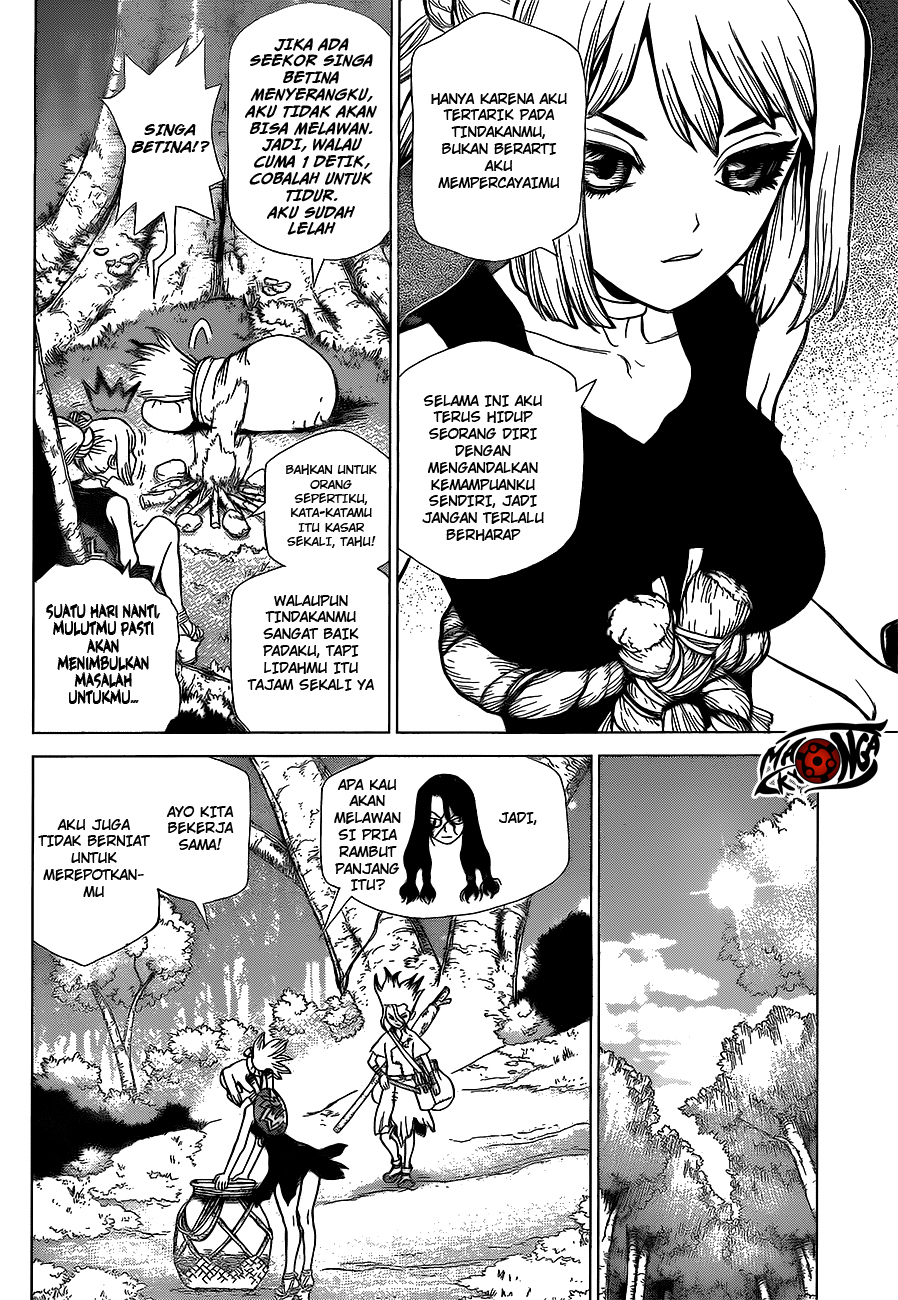 HANYA KARENA AKU
TERTARIK PADA
TINDAKANMU,
BUKAN BERARTI
AKU
MEMPERCAYAIMU
SELAMA INI AKU
TERUS HIDUP
SEORANG DIRI
DENGAN
MENGANDALKAN
KEMAMPUANKU
SENDIRI, JADI
JANGAN TERLALU
BERHARAP
JIKA ADA
SEEKOR SINGA
BETINA
MENYERANGKU,
AKU TIDAK AKAN
BISA MELAWAN.
JADI, WALAU
CUMA 1 DETIK,
COBALAH UNTUK
TIDUR.
AKU SUDAH
LELAH
SINGA
BETINA!?
BAHKAN UNTUK
ORANG
SEPERTIKU,
KATA-KATAMU
ITU KASAR
SEKALI, TAHU!
WALAUPUN
TINDAKANMU
SANGAT BAIK
PADAKU, TAPI
LIDAHMU ITU
TAJAM SEKALI YA
SUATU HARI NANTI,
MULUTMU PASTI
AKAN
MENIMBULKAN
MASALAH
UNTUKMU...
MANGA
KYO
JADI,
APA KAU
AKAN
MELAWAN
SI PRIA
RAMBUT
PANJANG
ITU?
AYO KITA
BEKERJA
SAMA!
AKU JUGA
TIDAK BERNIAT
UNTUK
MEREPOTKAN-
MU